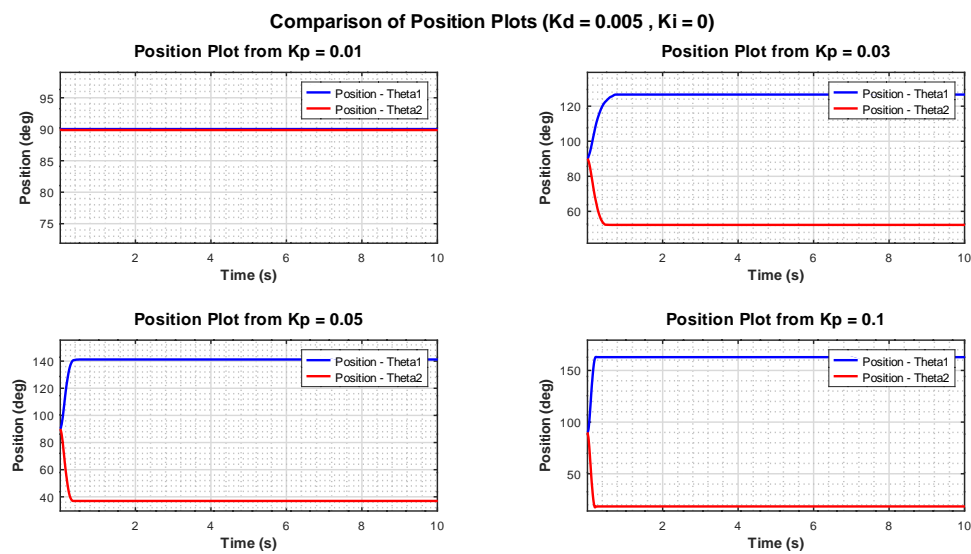 Comparison of Position Plots (Kd = 0.005 , Ki = 0)
Position Plot from Kp = 0.01
Position (deg)
95
90
85
80
75
Position - Theta1
Position - Theta2
2 4 6 8 10
Time (s)
Position Plot from Kp = 0.03
Position (deg)
120
100
80
60
Position - Theta1
Position - Theta2
2 4 6 8 10
Time (s)
Position Plot from Kp = 0.05
Position (deg)
140
120
100
80
60
40
Position - Theta1
Position - Theta2
2 4 6 8 10
Time (s)
Position Plot from Kp = 0.1
Position (deg)
150
100
50
Position - Theta1
Position - Theta2
2 4 6 8 10
Time (s)